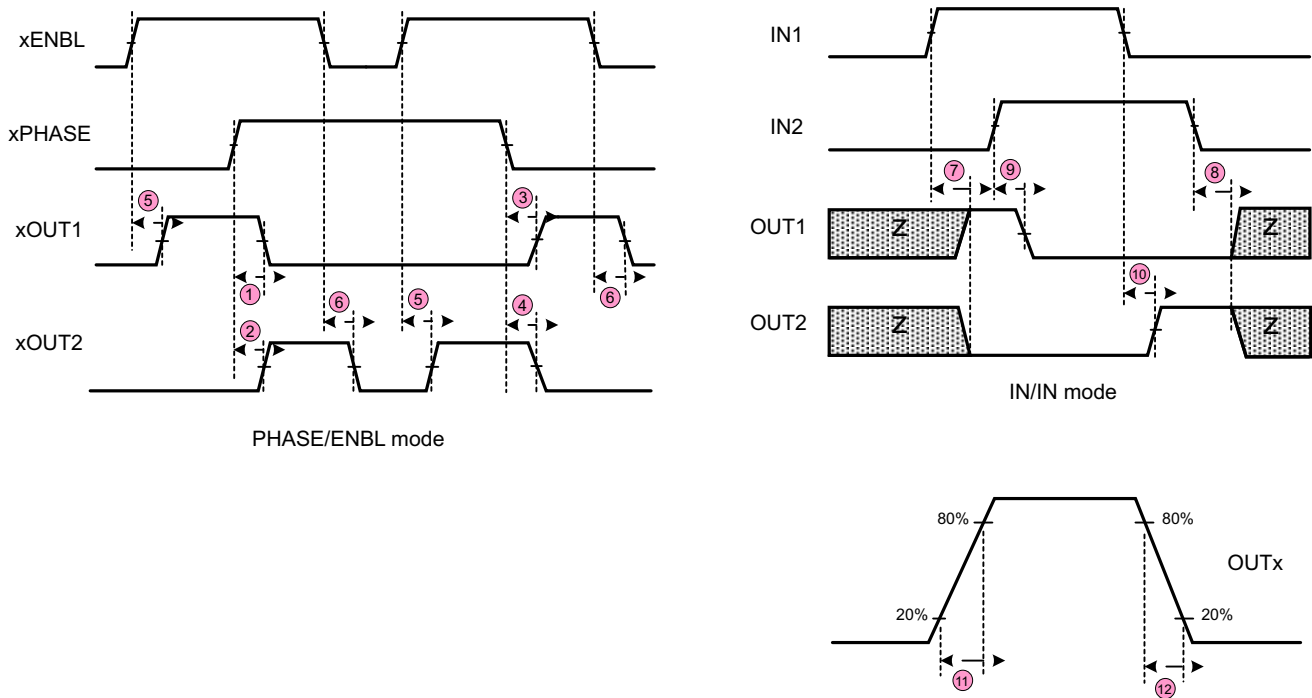 xENBL
xPHASE
5
3
xOUT1
1
6
5
4
6
2
xOUT2
PHASE/ENBL mode
IN1
IN2
7
9
8
OUT1
Z
Z
10
OUT2
Z
Z
IN/IN mode
80%
80%
OUTx
20%
20%
11
12